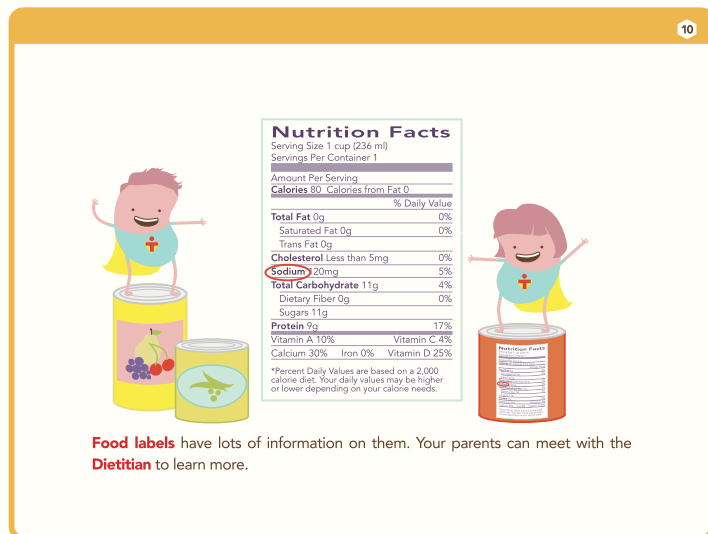 10
Nutrition Facts
Serving Size 1 cup (236 ml)
Servings Per Container 1
Amount Per Serving
Calories 80 Calories from Fat 0
% Daily Value
Total Fat 0g 0%
Saturated Fat 0g 0%
Trans Fat 0g
Cholesterol Less than 5mg 0%
Sodium 120mg 5%
Total Carbohydrate 11g 4%
Dietary Fiber 0g 0%
Sugars 11g
Protein 9g 17%
Vitamin A 10% Vitamin C 4%
Calcium 30% Iron 0% Vitamin D 25%
*Percent Daily Values are based on a 2,000
calorie diet. Your daily values may be higher
or lower depending on your calorie needs.
Nutrition Facts
Food labels have lots of information on them. Your parents can meet with the
Dietitian to learn more.